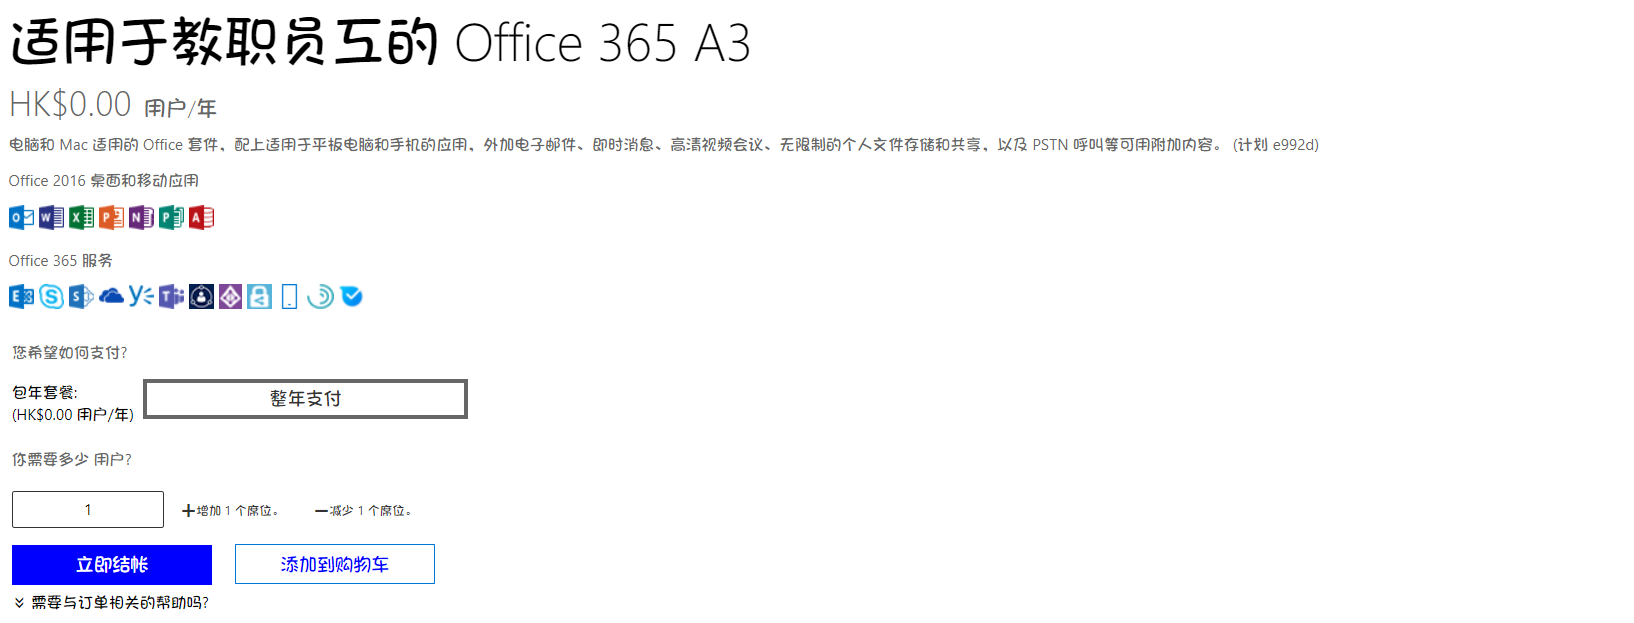 适用于教职员工的 Office 365 A3
HK$0.00 用户/年
电脑和 Mac 适用的 Office 套件，配上适用于平板电脑和手机的应用，外加电子邮件、即时消息、高清视频会议、无限制的个人文件存储和共享，以及 PSTN 呼叫等可用附加内容。 (计划 e992d)
Office 2016 桌面和移动应用
Office 365 服务
您希望如何支付?
包年套餐:
整年支付
(HK$0.00 用户/年)
你需要多少 用户?
1
增加 1 个席位。
减少 1 个席位。
立即结帐
添加到购物车
需要与订单相关的帮助吗?